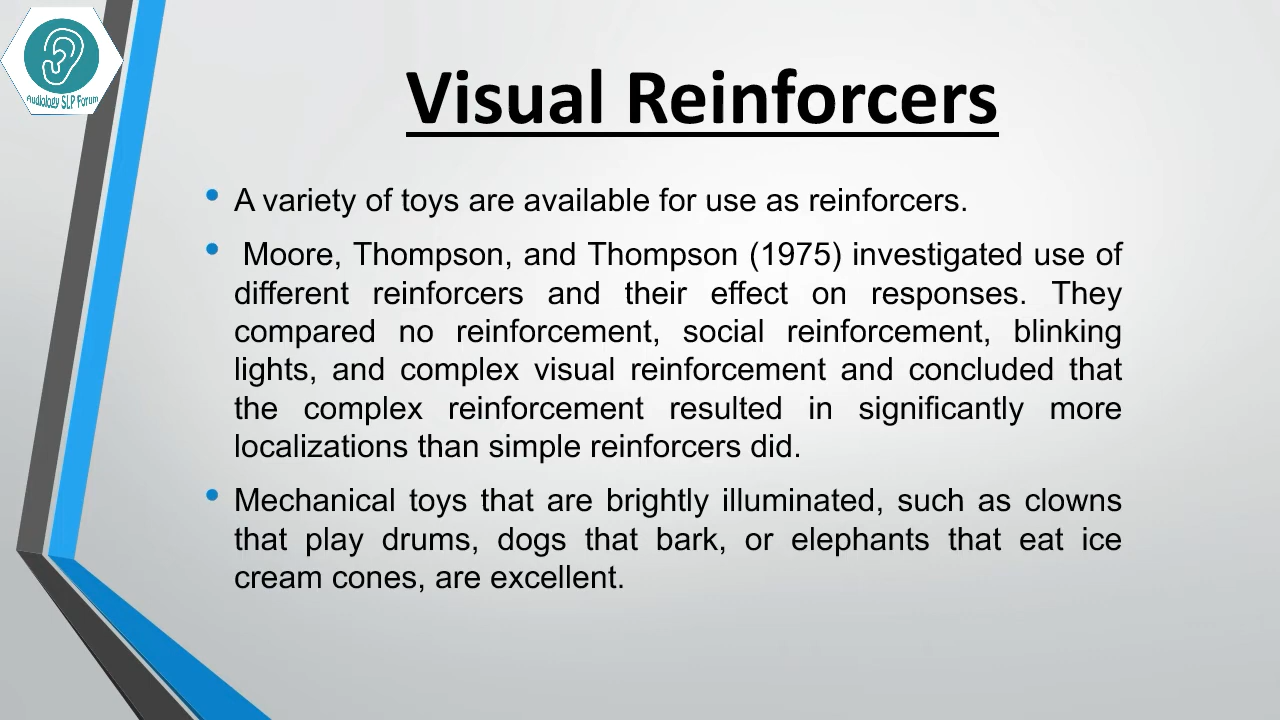 Audiology SLP Forum
Visual Reinforcers
• A variety of toys are available for use as reinforcers.
• Moore, Thompson, and Thompson (1975) investigated use of
different reinforcers and their effect on responses. They
compared no reinforcement, social reinforcement, blinking
lights, and complex visual reinforcement and concluded that
the complex reinforcement resulted in significantly more
localizations than simple reinforcers did.
• Mechanical toys that are brightly illuminated, such as clowns
that play drums, dogs that bark, or elephants that eat ice
cream cones, are excellent.